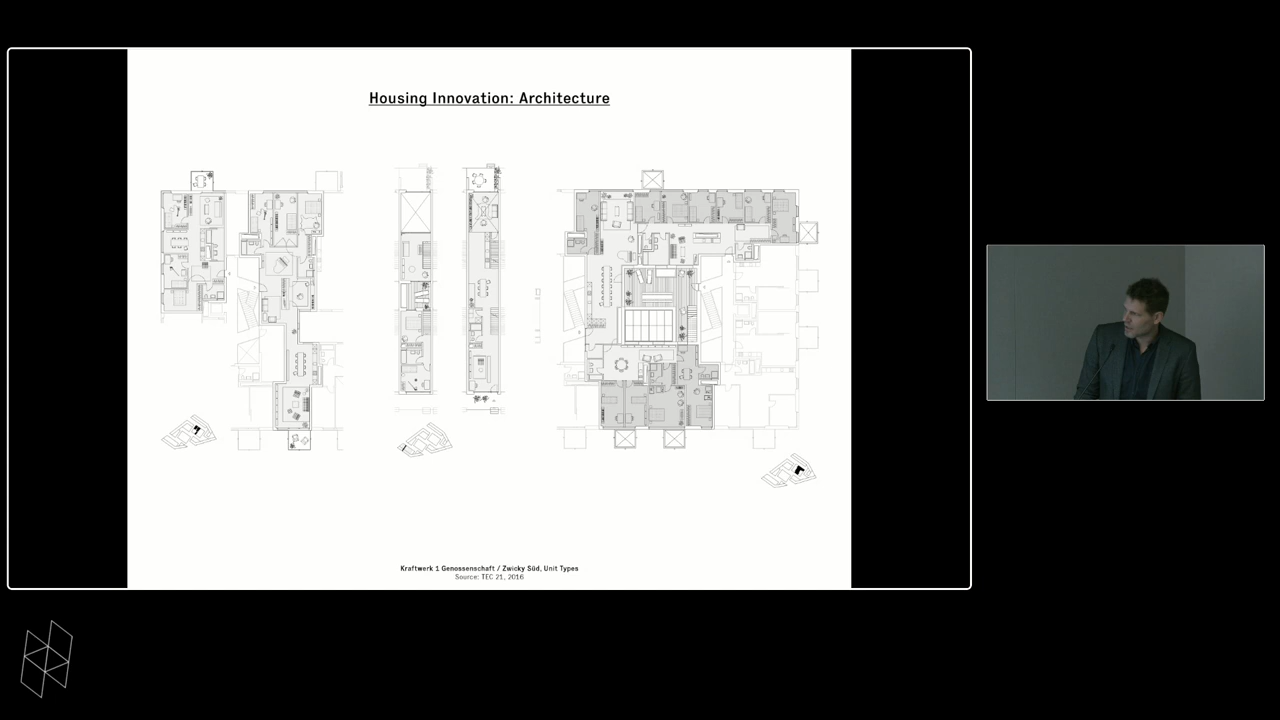 Housing Innovation: Architecture
Kraftwerk 1 Genossenschaft / Zwicky Süd, Unit Types
Source: TEC 21, 2016